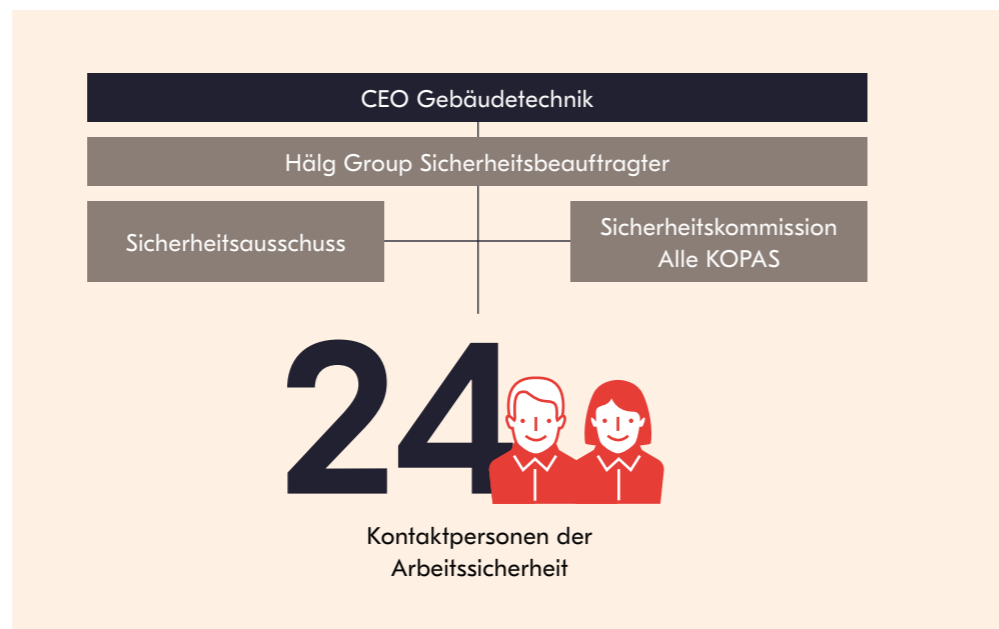 CEO Gebäudetechnik
Hälg Group Sicherheitsbeauftragter
Sicherheitsausschuss
Sicherheitskommission
Alle KOPAS
24
Kontaktpersonen der
Arbeitssicherheit